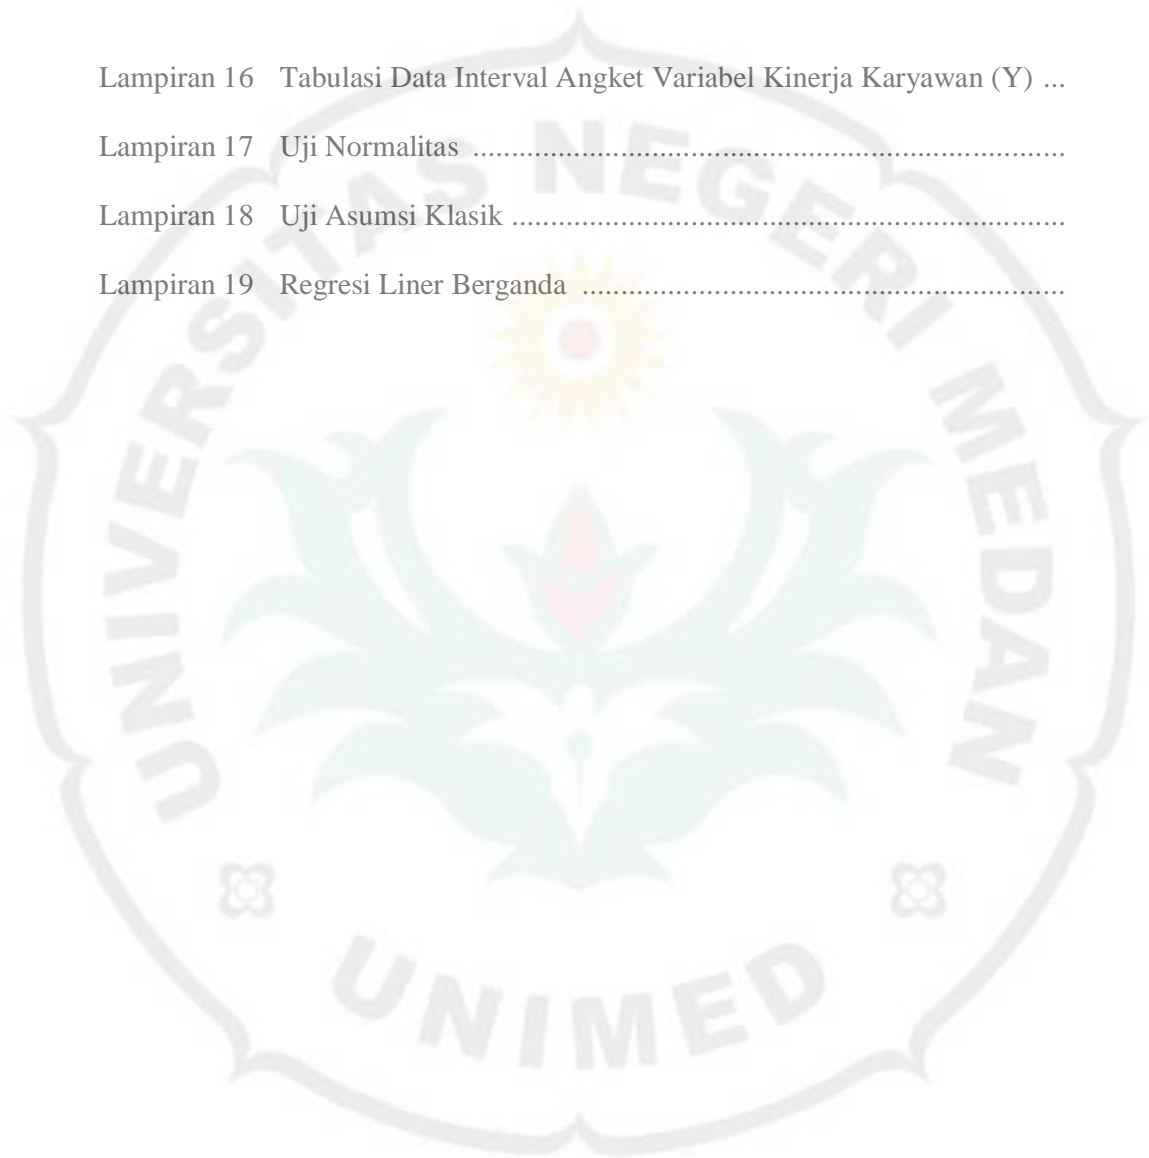 Lampiran 16 Tabulasi Data Interval Angket Variabel Kinerja Karyawan (Y) ...
Lampiran 17 Uji Normalitas ............................................................................
Lampiran 18 Uji Asumsi Klasik .......................................................................
Lampiran 19 Regresi Liner Berganda ..............................................................
UNIVERSITAS NEGERI MEDAN
UNIMED